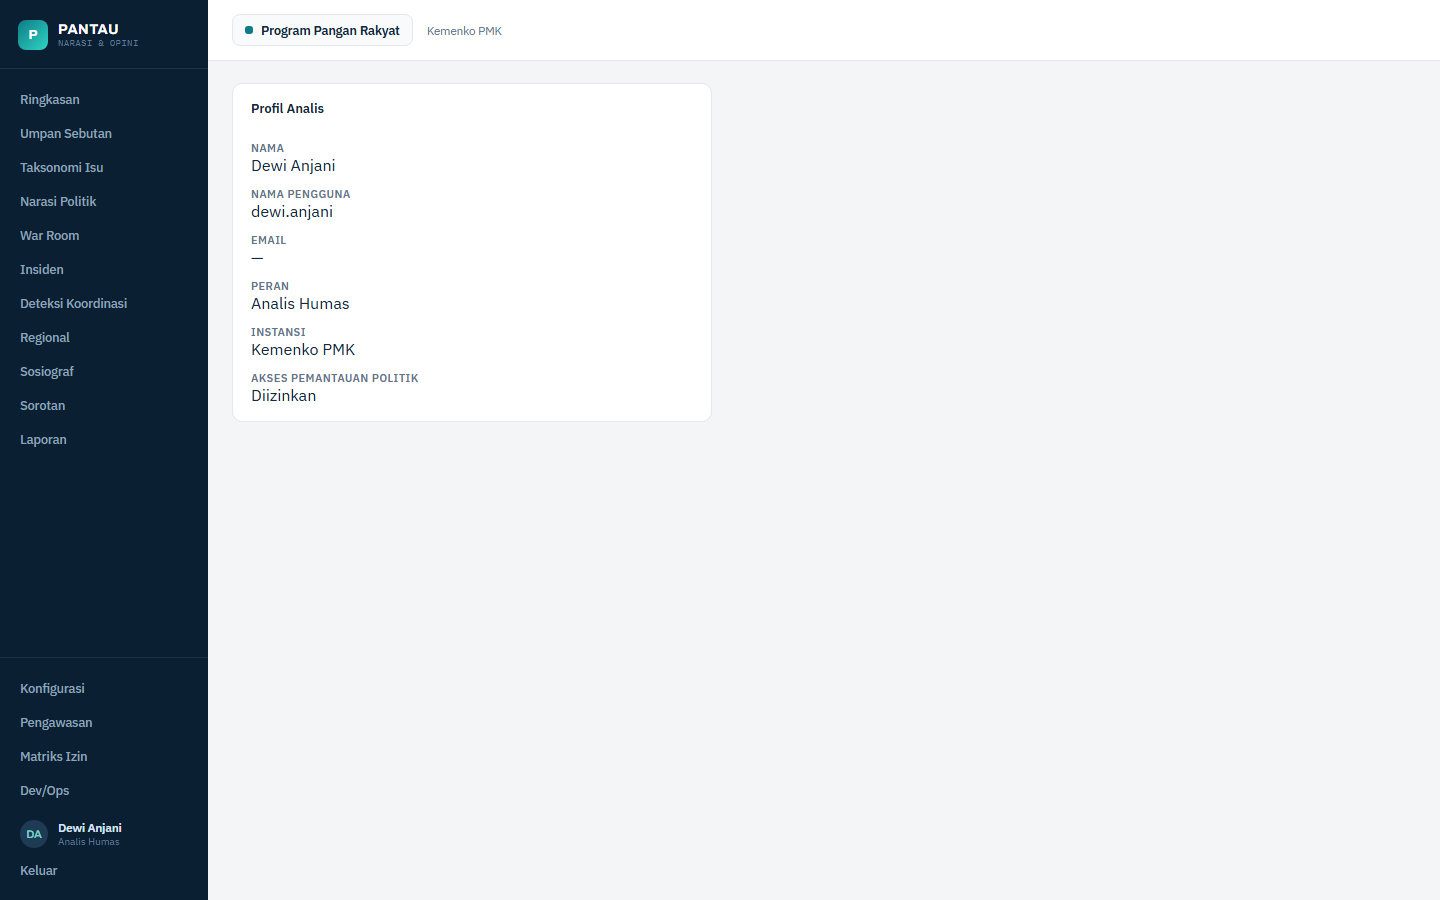 P
PANTAU
NARASI & OPINI
Ringkasan
Umpan Sebutan
Taksonomi Isu
Narasi Politik
War Room
Insiden
Deteksi Koordinasi
Regional
Sosiograf
Sorotan
Laporan
Konfigurasi
Pengawasan
Matriks Izin
Dev/Ops
DA
Dewi Anjani
Analis Humas
Keluar
Program Pangan Rakyat
Kemenko PMK
Profil Analis
NAMA
Dewi Anjani
NAMA PENGGUNA
dewi.anjani
EMAIL
—
PERAN
Analis Humas
INSTANSI
Kemenko PMK
AKSES PEMANTAUAN POLITIK
Diizinkan